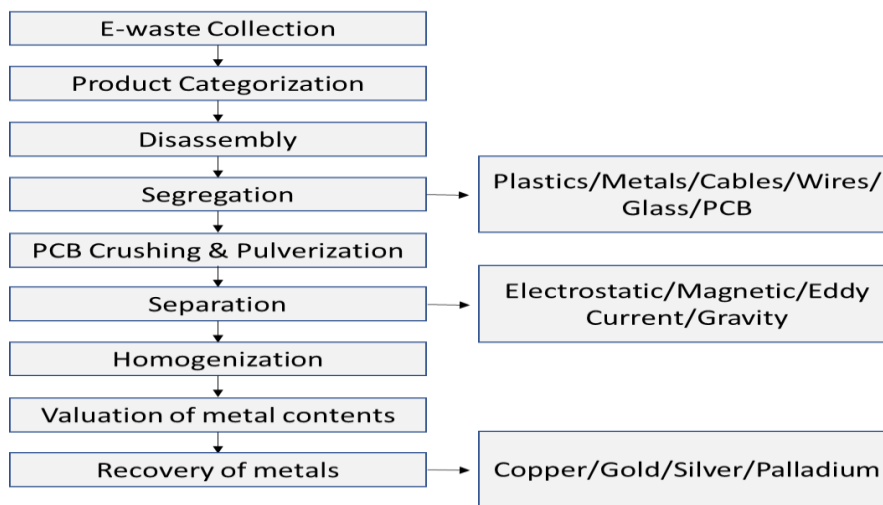 E-waste Collection
Product Categorization
Disassembly
Segregation
Plastics/Metals/Cables/Wires/
Glass/PCB
PCB Crushing & Pulverization
Separation
Electrostatic/Magnetic/Eddy
Current/Gravity
Homogenization
Valuation of metal contents
Recovery of metals
Copper/Gold/Silver/Palladium